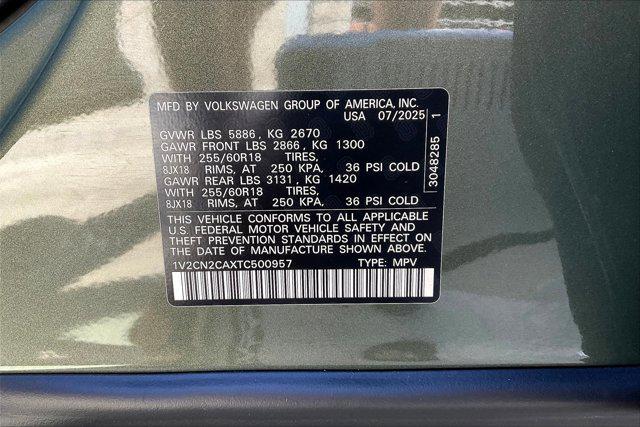 MFD BY VOLKSWAGEN GROUP OF AMERICA, INC.
USA 07/2025
GVWR LBS 5886, KG 2670
GAWR FRONT LBS 2866, KG 1300
WITH 255/60R18 TIRES,
8JX18 RIMS, AT 250 KPA, 36 PSI COLD
GAWR REAR LBS 3131, KG 1420
WITH 255/60R18 TIRES,
8JX18 RIMS, AT 250 KPA, 36 PSI COLD
THIS VEHICLE CONFORMS TO ALL APPLICABLE
U.S. FEDERAL MOTOR VEHICLE SAFETY AND
THEFT PREVENTION STANDARDS IN EFFECT ON
THE DATE OF MANUFACTURE SHOWN ABOVE.
1V2CN2CAXTC500957 TYPE: MPV
3048285 1